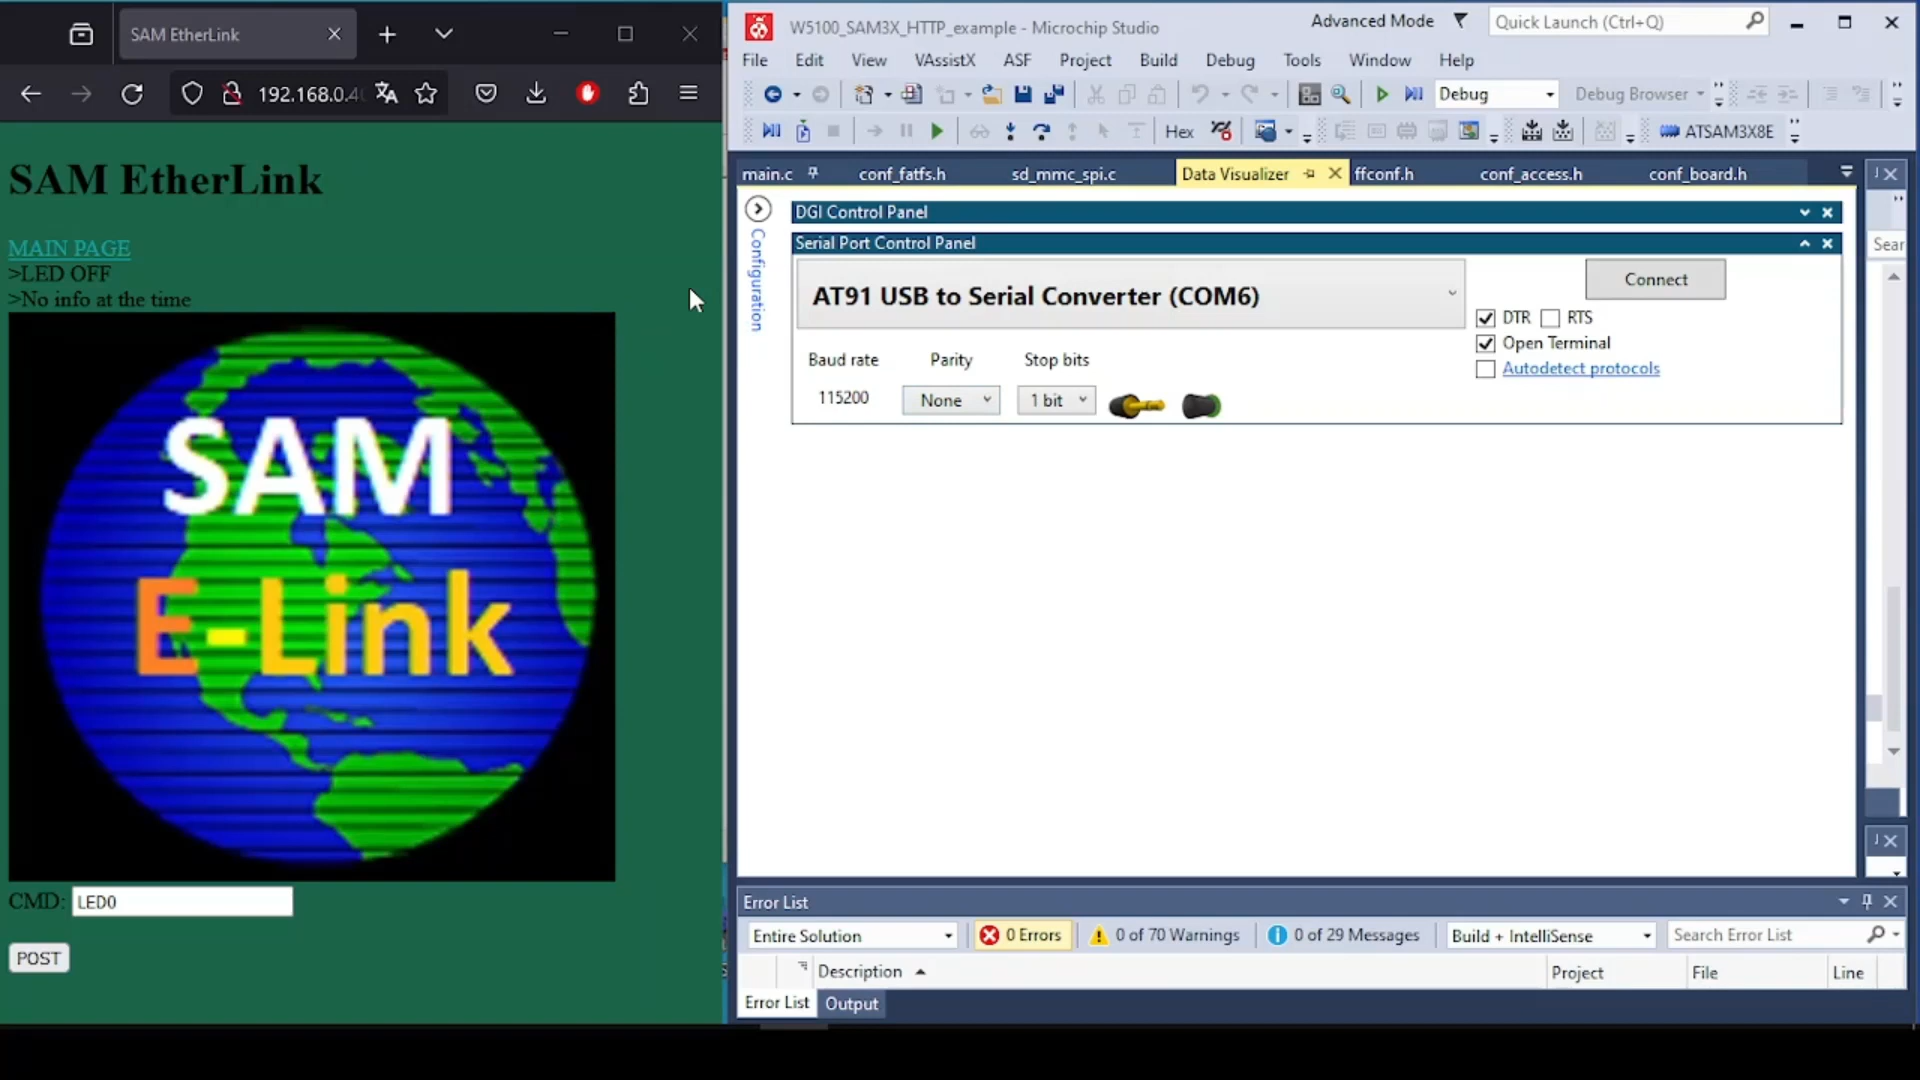 SAM EtherLink
192.168.0.4
SAM EtherLink
MAIN PAGE
>LED OFF
>No info at the time
SAM
E-Link
CMD: LED0
POST
W5100_SAM3X_HTTP_example - Microchip Studio
Advanced Mode
Quick Launch (Ctrl+Q)
File Edit View VAssistX ASF Project Build Debug Tools Window Help
Debug Debug Browser
Hex ATSAM3X8E
main.c conf_fatfs.h sd_mmc_spi.c Data Visualizer ffconf.h conf_access.h conf_board.h
Configuration
DGI Control Panel
Serial Port Control Panel
AT91 USB to Serial Converter (COM6)
Connect
DTR RTS
Open Terminal
Autodetect protocols
Baud rate Parity Stop bits
115200 None 1 bit
Sear
Error List
Entire Solution 0 Errors 0 of 70 Warnings 0 of 29 Messages Build + IntelliSense Search Error List
Description Project File Line
Error List Output